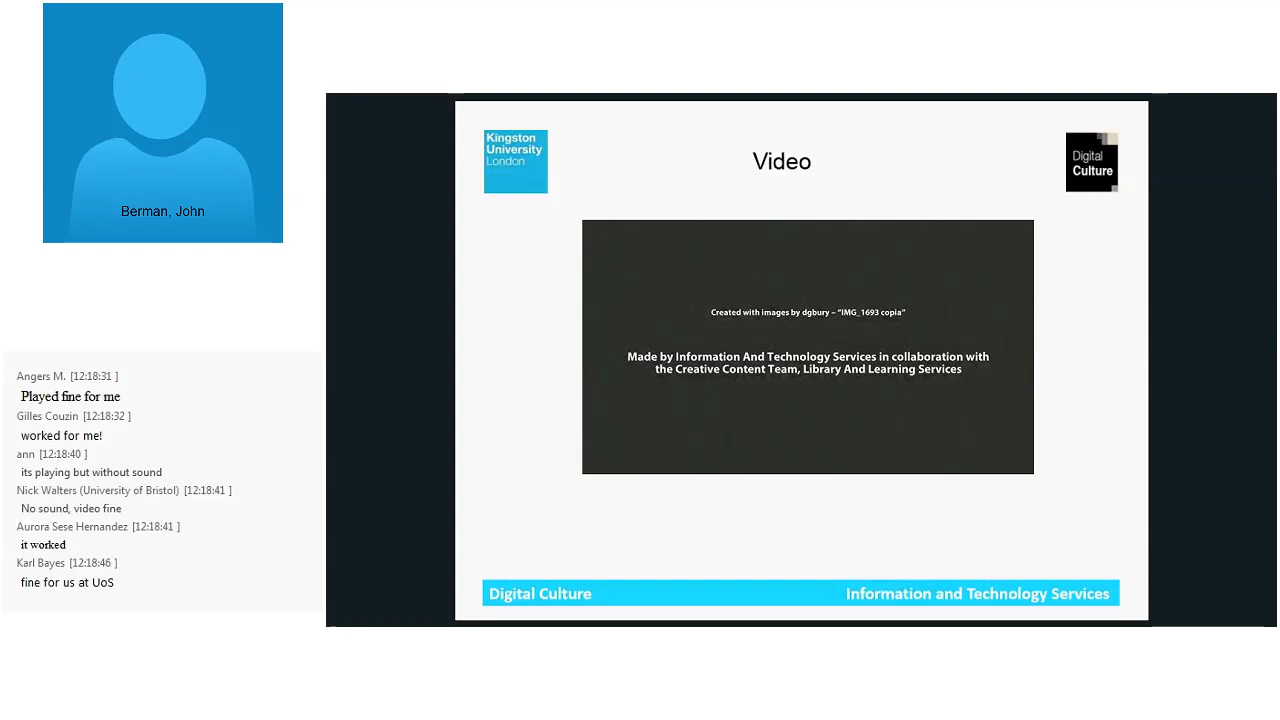 Berman, John
Angers M. [12:18:31 ]
Played fine for me
Gilles Couzin [12:18:32 ]
worked for me!
ann [12:18:40 ]
its playing but without sound
Nick Walters (University of Bristol) [12:18:41 ]
No sound, video fine
Aurora Sese Hernandez [12:18:41 ]
it worked
Karl Bayes [12:18:46 ]
fine for us at UoS
Kingston
University
London
Video
Digital
Culture
Created with images by dgbury – "IMG_1693 copia"
Made by Information And Technology Services in collaboration with
the Creative Content Team, Library And Learning Services
Digital Culture
Information and Technology Services